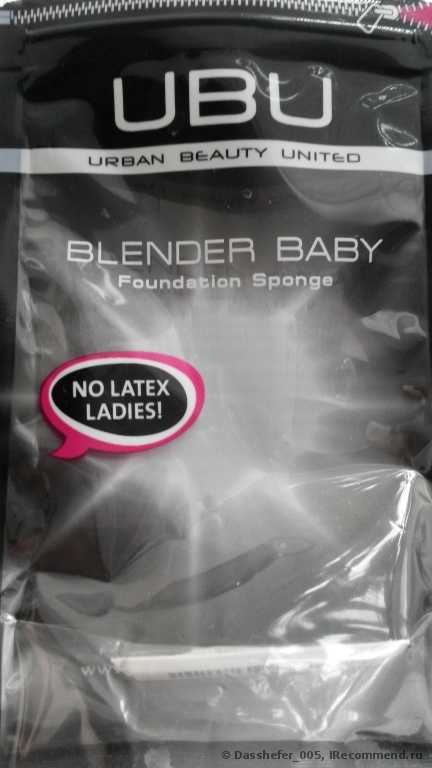 UBU
URBAN BEAUTY UNITED
BLENDER BABY
Foundation Sponge
NO LATEX
LADIES!
© Dasshefer_005, IRecommend.ru